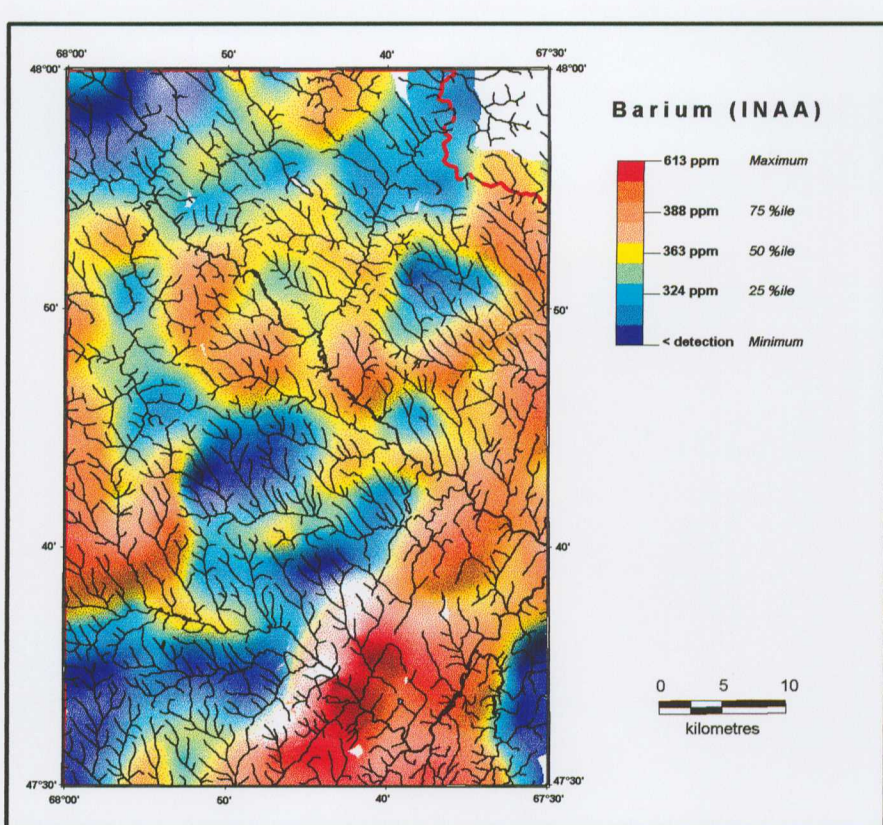 68°00'
50'
40'
67°30'
48°00'
48°00'
Barium (INAA)
613 ppm Maximum
388 ppm 75 %ile
363 ppm 50 %ile
324 ppm 25 %ile
< detection Minimum
50'
50'
40'
40'
0 5 10
kilometres
47°30'
47°30'
68°00'
50'
40'
67°30'